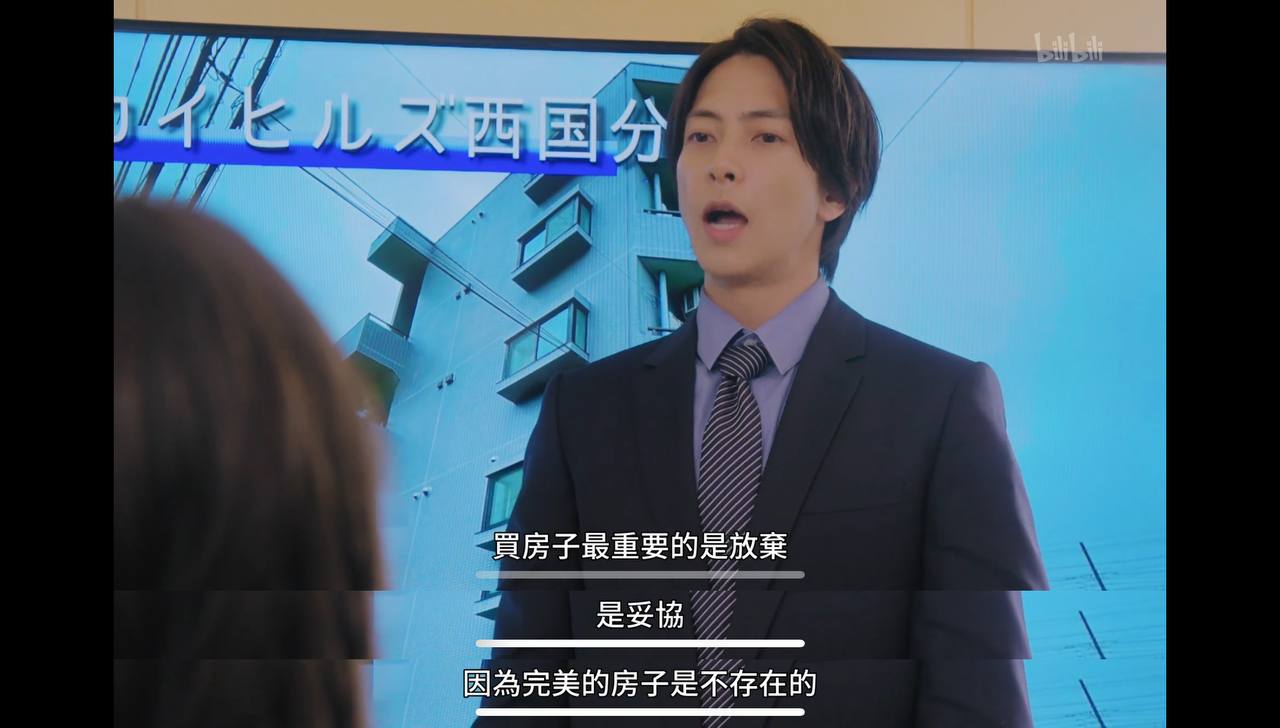 bilibili
カイヒルズ西国分
買房子最重要的是放棄
是妥協
因為完美的房子是不存在的